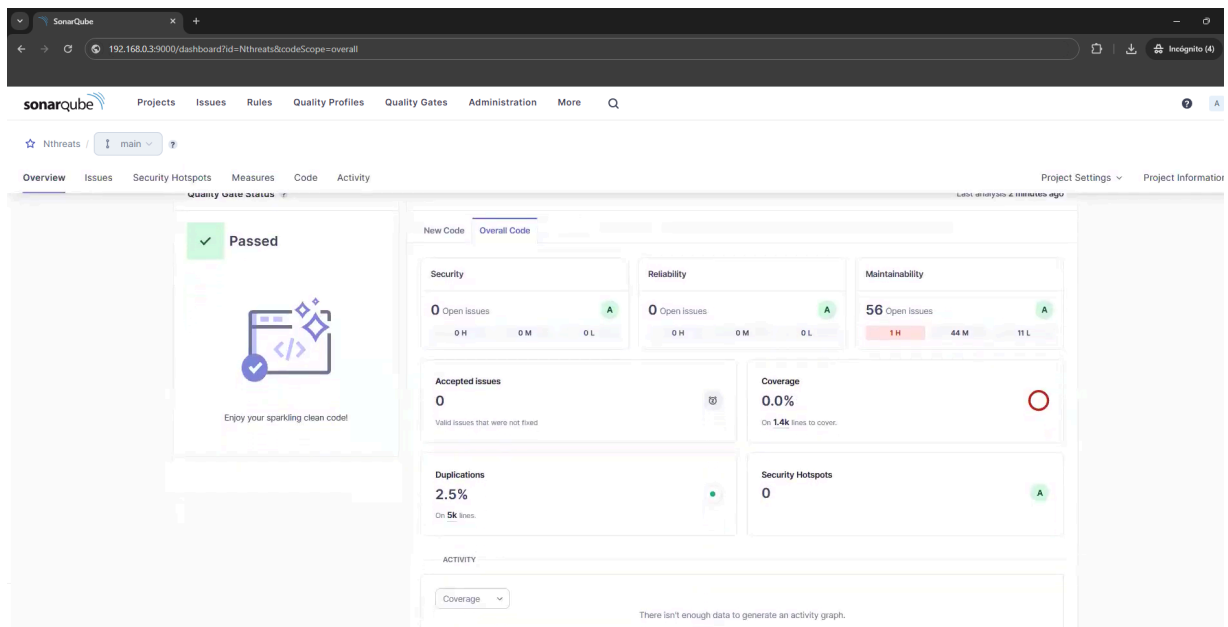 SonarQube
192.168.0.3:9000/dashboard?id=Nthreats&codeScope=overall
Incógnito (4)
sonarqube Projects Issues Rules Quality Profiles Quality Gates Administration More A
Nthreats / main
Overview Issues Security Hotspots Measures Code Activity Project Settings Project Information
Quality Gate Status Last analysis 2 minutes ago
Passed
Enjoy your sparkling clean code!
New Code Overall Code
Security
0 Open issues A
0 H 0 M 0 L
Reliability
0 Open issues A
0 H 0 M 0 L
Maintainability
56 Open issues A
1 H 44 M 11 L
Accepted issues
0
Valid issues that were not fixed
Coverage
0.0%
On 1.4k lines to cover.
Duplications
2.5%
On 5k lines.
Security Hotspots
0 A
ACTIVITY
Coverage
There isn't enough data to generate an activity graph.